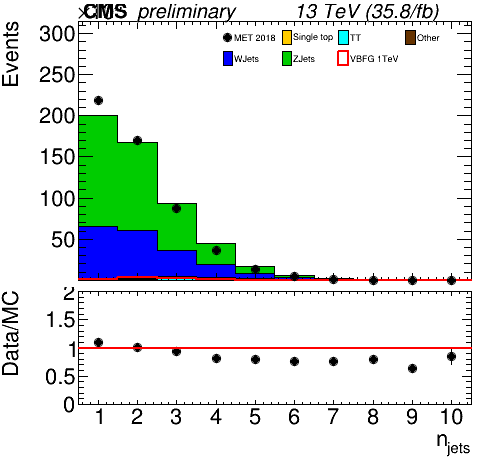 CMS preliminary 13 TeV (35.8/fb)
MET 2018 Single top TT Other
WJets ZJets VBFG 1TeV
Events
300
250
200
150
100
50
Data/MC
2
1.5
1
0.5
0
1 2 3 4 5 6 7 8 9 10
n_jets